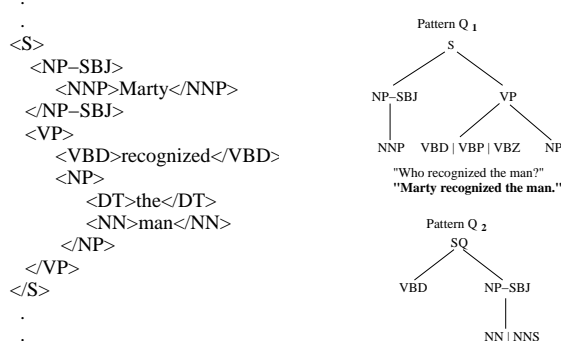 .
.
<S>
<NP–SBJ>
<NNP>Marty</NNP>
</NP–SBJ>
<VP>
<VBD>recognized</VBD>
<NP>
<DT>the</DT>
<NN>man</NN>
</NP>
</VP>
</S>
.
.
Pattern Q 1
S
NP–SBJ VP
NNP VBD | VBP | VBZ NP
"Who recognized the man?"
"Marty recognized the man."
Pattern Q 2
SQ
VBD NP–SBJ
NN | NNS